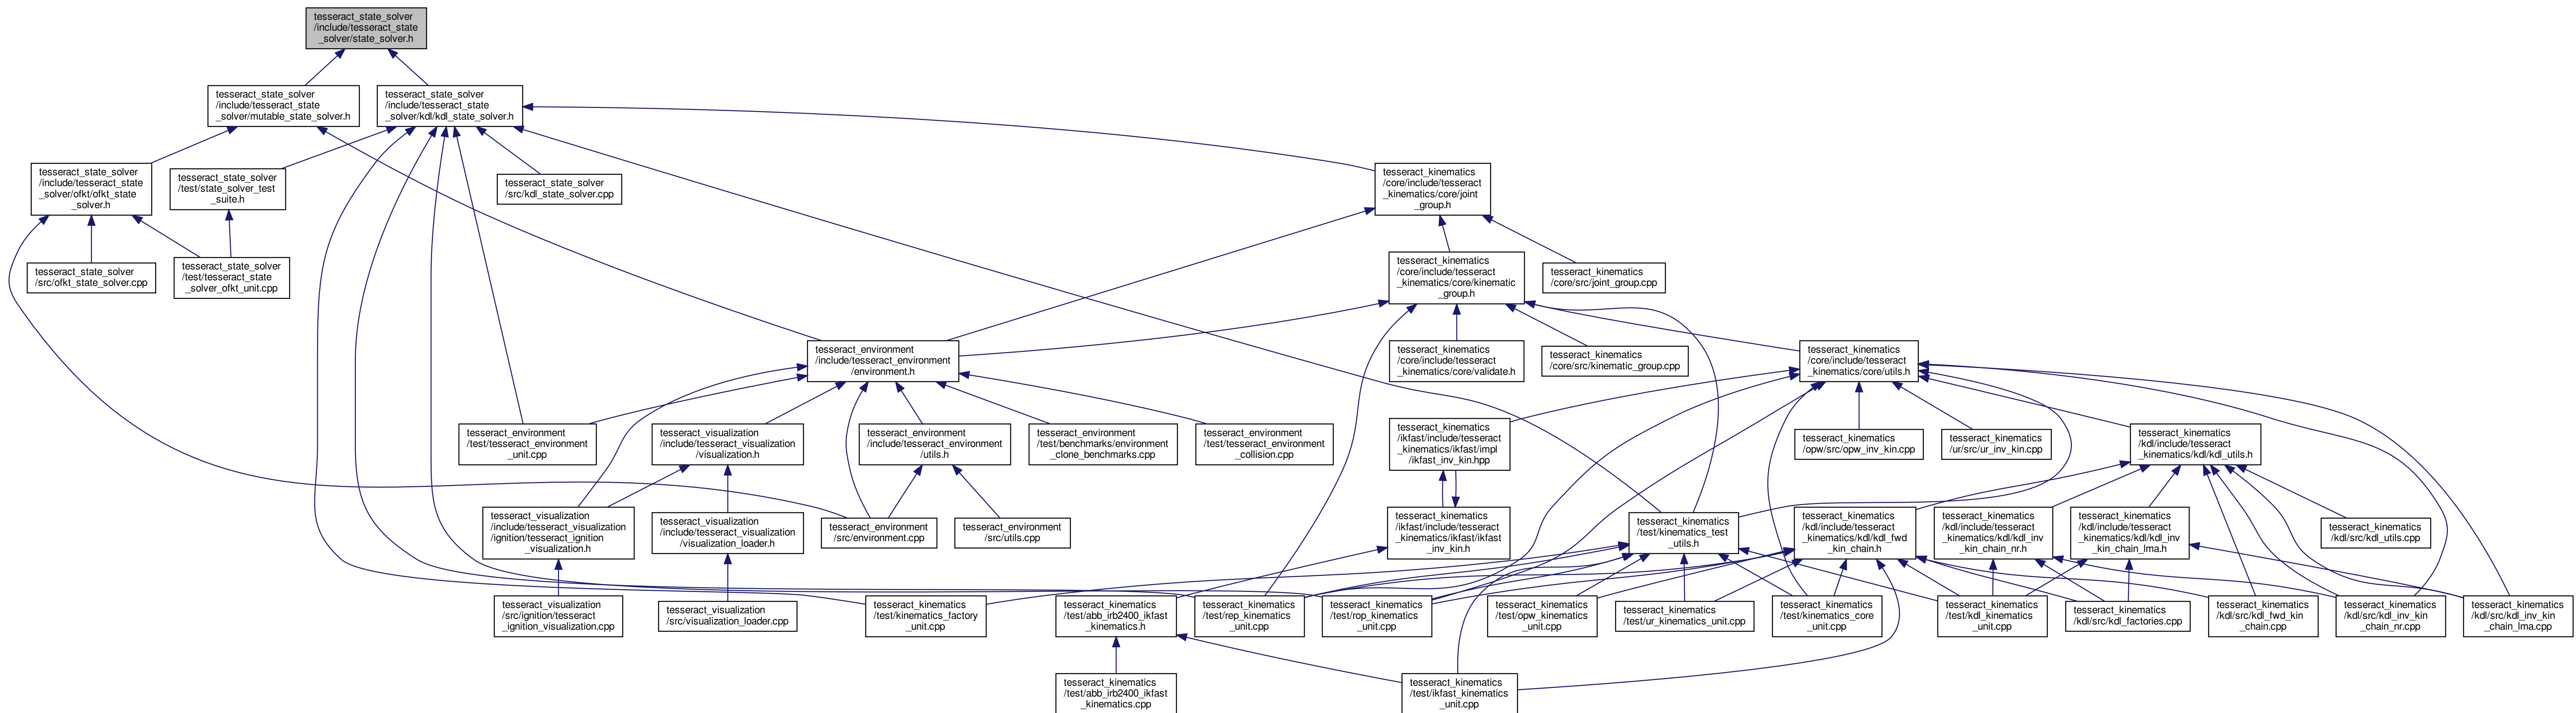 tesseract_state_solver
/include/tesseract_state
_solver/state_solver.h
tesseract_state_solver
/include/tesseract_state
_solver/mutable_state_solver.h
tesseract_state_solver
/include/tesseract_state
_solver/kdl/kdl_state_solver.h
tesseract_state_solver
/include/tesseract_state
_solver/ofkt/ofkt_state
_solver.h
tesseract_state_solver
/test/state_solver_test
_suite.h
tesseract_state_solver
/src/kdl_state_solver.cpp
tesseract_kinematics
/core/include/tesseract
_kinematics/core/joint
_group.h
tesseract_state_solver
/src/ofkt_state_solver.cpp
tesseract_state_solver
/test/tesseract_state
_solver_ofkt_unit.cpp
tesseract_kinematics
/core/include/tesseract
_kinematics/core/kinematic
_group.h
tesseract_kinematics
/core/src/joint_group.cpp
tesseract_environment
/include/tesseract_environment
/environment.h
tesseract_kinematics
/core/include/tesseract
_kinematics/core/validate.h
tesseract_kinematics
/core/src/kinematic_group.cpp
tesseract_kinematics
/core/include/tesseract
_kinematics/core/utils.h
tesseract_environment
/test/tesseract_environment
_unit.cpp
tesseract_visualization
/include/tesseract_visualization
/visualization.h
tesseract_environment
/include/tesseract_environment
/utils.h
tesseract_environment
/test/benchmarks/environment
_clone_benchmarks.cpp
tesseract_environment
/test/tesseract_environment
_collision.cpp
tesseract_kinematics
/ikfast/include/tesseract
_kinematics/ikfast/impl
/ikfast_inv_kin.hpp
tesseract_kinematics
/opw/src/opw_inv_kin.cpp
tesseract_kinematics
/ur/src/ur_inv_kin.cpp
tesseract_kinematics
/kdl/include/tesseract
_kinematics/kdl/kdl_utils.h
tesseract_visualization
/include/tesseract_visualization
/ignition/tesseract_ignition
_visualization.h
tesseract_visualization
/include/tesseract_visualization
/visualization_loader.h
tesseract_environment
/src/environment.cpp
tesseract_environment
/src/utils.cpp
tesseract_kinematics
/ikfast/include/tesseract
_kinematics/ikfast/ikfast
_inv_kin.h
tesseract_kinematics
/test/kinematics_test
_utils.h
tesseract_kinematics
/kdl/include/tesseract
_kinematics/kdl/kdl_fwd
_kin_chain.h
tesseract_kinematics
/kdl/include/tesseract
_kinematics/kdl/kdl_inv
_kin_chain_nr.h
tesseract_kinematics
/kdl/include/tesseract
_kinematics/kdl/kdl_inv
_kin_chain_lma.h
tesseract_kinematics
/kdl/src/kdl_utils.cpp
tesseract_visualization
/src/ignition/tesseract
_ignition_visualization.cpp
tesseract_visualization
/src/visualization_loader.cpp
tesseract_kinematics
/test/kinematics_factory
_unit.cpp
tesseract_kinematics
/test/abb_irb2400_ikfast
_kinematics.h
tesseract_kinematics
/test/rep_kinematics
_unit.cpp
tesseract_kinematics
/test/rop_kinematics
_unit.cpp
tesseract_kinematics
/test/opw_kinematics
_unit.cpp
tesseract_kinematics
/test/ur_kinematics_unit.cpp
tesseract_kinematics
/test/kinematics_core
_unit.cpp
tesseract_kinematics
/test/kdl_kinematics
_unit.cpp
tesseract_kinematics
/kdl/src/kdl_factories.cpp
tesseract_kinematics
/kdl/src/kdl_fwd_kin
_chain.cpp
tesseract_kinematics
/kdl/src/kdl_inv_kin
_chain_nr.cpp
tesseract_kinematics
/kdl/src/kdl_inv_kin
_chain_lma.cpp
tesseract_kinematics
/test/abb_irb2400_ikfast
_kinematics.cpp
tesseract_kinematics
/test/ikfast_kinematics
_unit.cpp